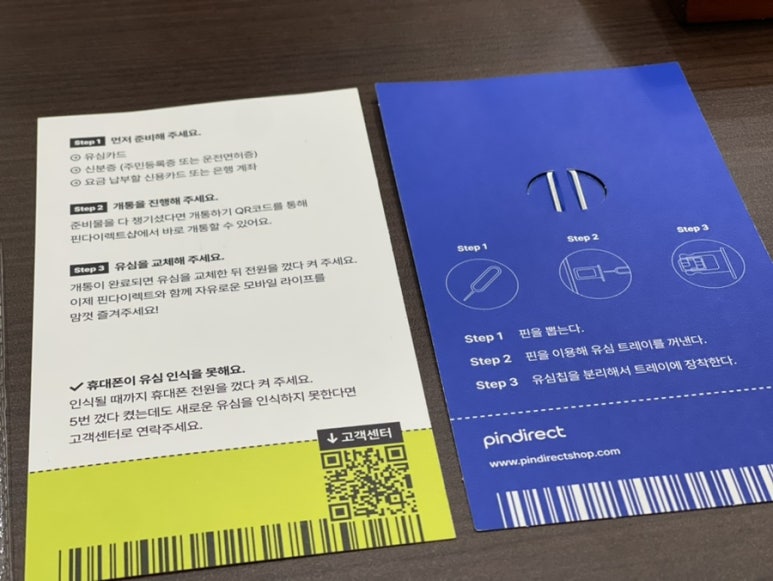 Step 1 먼저 준비해 주세요.
유심카드
신분증 (주민등록증 또는 운전면허증)
요금 납부할 신용카드 또는 은행 계좌
Step 2 개통을 진행해 주세요.
준비물을 다 챙기셨다면 개통하기 QR코드를 통해
핀다이렉트샵에서 바로 개통할 수 있어요.
Step 3 유심을 교체해 주세요.
개통이 완료되면 유심을 교체한 뒤 전원을 껐다 켜 주세요.
이제 핀다이렉트와 함께 자유로운 모바일 라이프를
맘껏 즐겨주세요!
✓ 휴대폰이 유심 인식을 못해요.
인식될 때까지 휴대폰 전원을 껐다 켜 주세요.
5번 껐다 켰는데도 새로운 유심을 인식하지 못한다면
고객센터로 연락주세요.
↓ 고객센터
Step 1
Step 2
Step 3
Step 1 핀을 뽑는다.
Step 2 핀을 이용해 유심 트레이를 꺼낸다.
Step 3 유심칩을 분리해서 트레이에 장착한다.
pindirect
www.pindirectshop.com